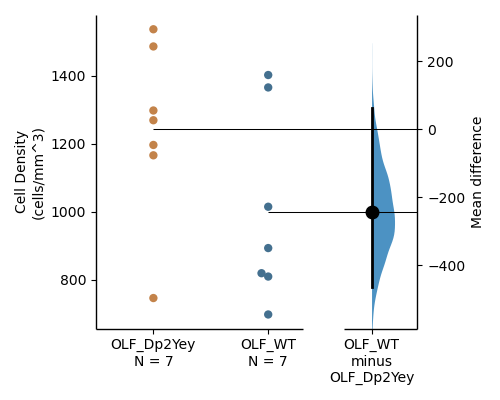 Cell Density
(cells/mm^3)
1400
1200
1000
800
OLF_Dp2Yey
N = 7
OLF_WT
N = 7
OLF_WT
minus
OLF_Dp2Yey
200
0
−200
−400
Mean difference